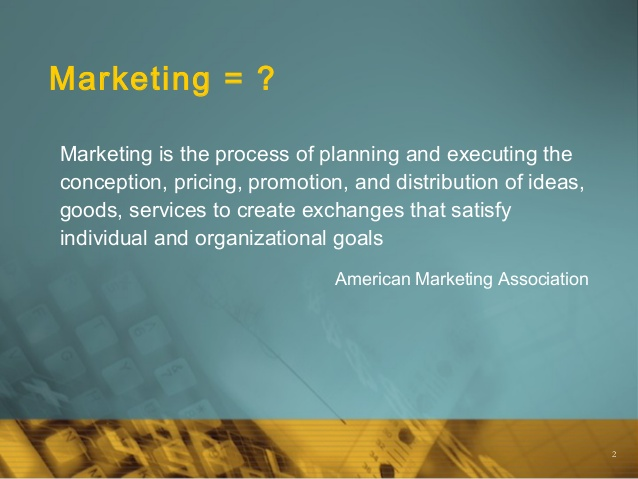 Marketing = ?
Marketing is the process of planning and executing the
conception, pricing, promotion, and distribution of ideas,
goods, services to create exchanges that satisfy
individual and organizational goals
American Marketing Association
2